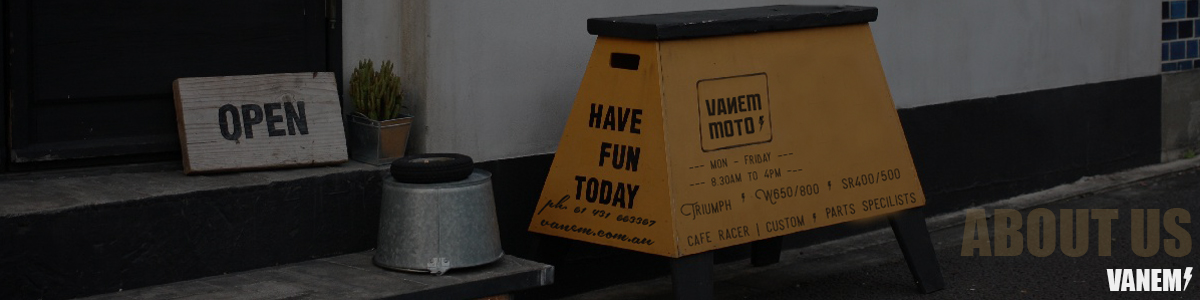 OPEN
HAVE
FUN
TODAY
ph. 61 431 663367
vanem.com.au
VANEM
MOTO
--- MON - FRIDAY ---
--- 8.30AM TO 4PM ---
TRIUMPH W650/800 SR400/500
CAFE RACER | CUSTOM PARTS SPECILISTS
ABOUT US
VANEM